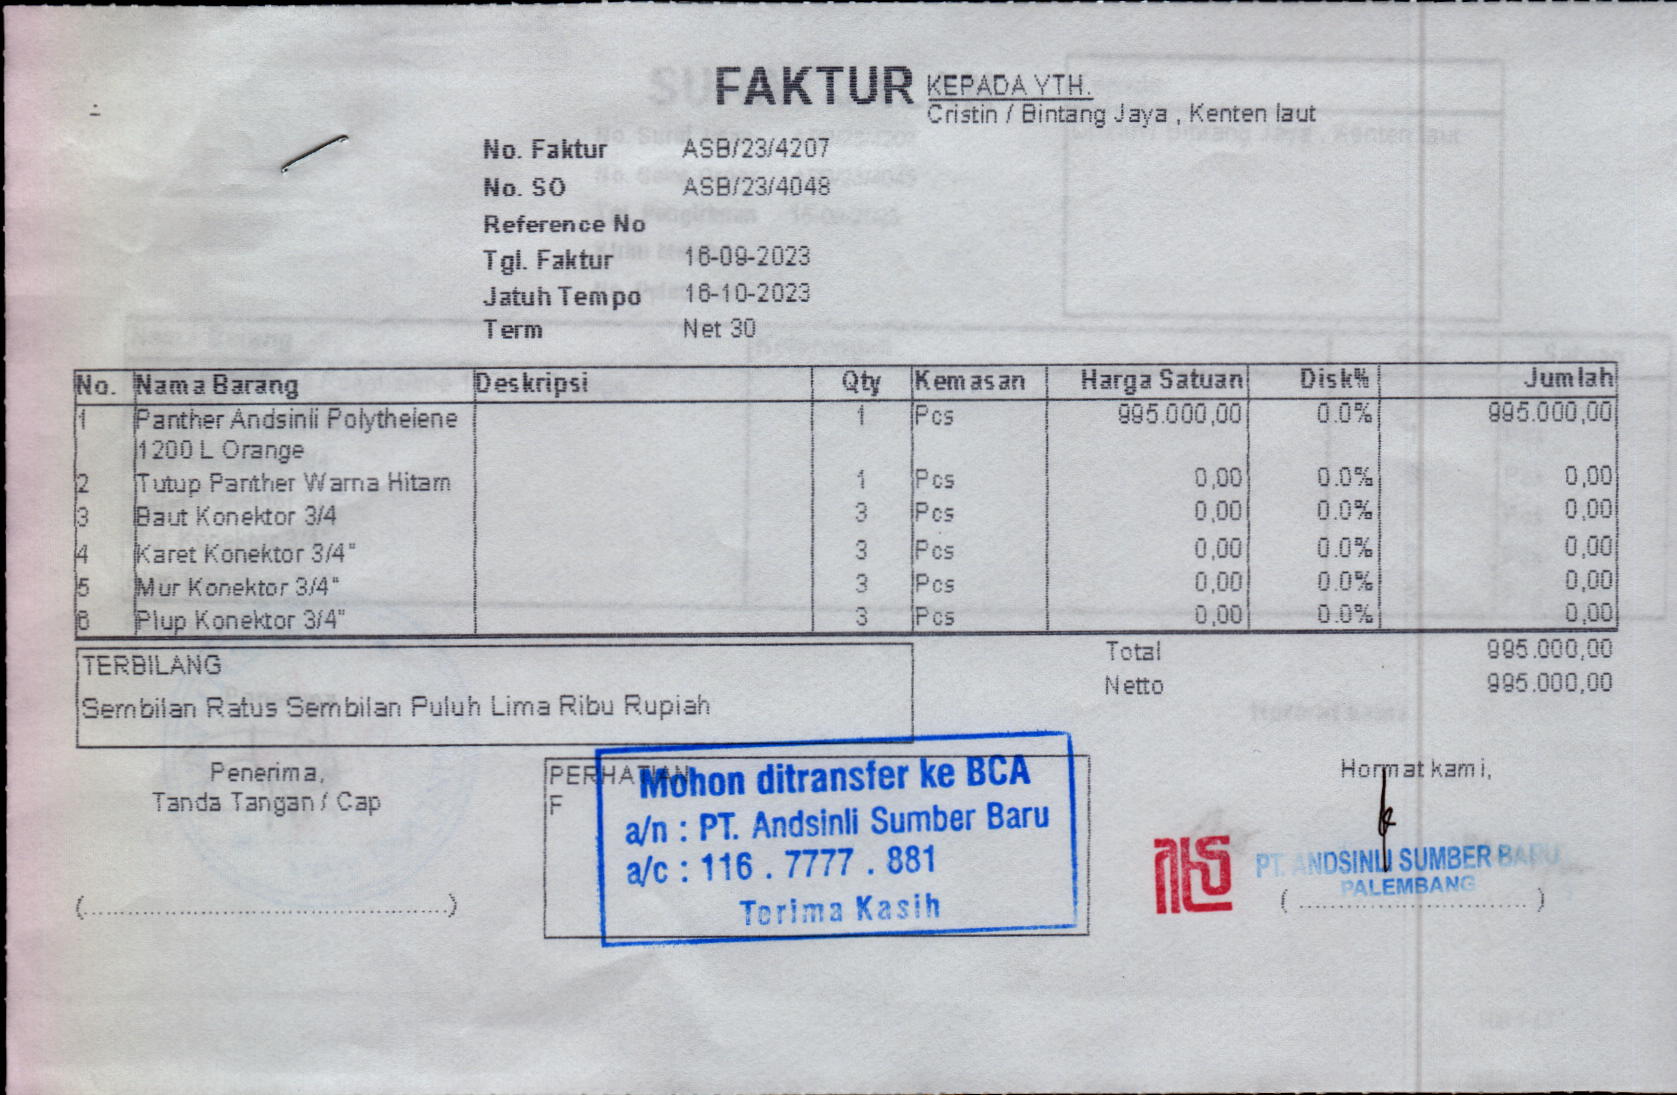 FAKTUR
KEPADA YTH.
Cristin / Bintang Jaya , Kenten laut
No. Faktur ASB/23/4207
No. SO ASB/23/4048
Reference No
Tgl. Faktur 16-09-2023
Jatuh Tempo 16-10-2023
Term Net 30
No. Nama Barang Deskripsi Qty Kemasan Harga Satuan Disk% Jumlah
1 Panther Andsinli Polythelene 1 Pcs 995.000,00 0.0% 995.000,00
1200 L Orange
2 Tutup Panther Warna Hitam 1 Pcs 0,00 0.0% 0,00
3 Baut Konektor 3/4 3 Pcs 0,00 0.0% 0,00
4 Karet Konektor 3/4" 3 Pcs 0,00 0.0% 0,00
5 Mur Konektor 3/4" 3 Pcs 0,00 0.0% 0,00
6 Plup Konektor 3/4" 3 Pcs 0,00 0.0% 0,00
Total 995.000,00
Netto 995.000,00
TERBILANG
Sembilan Ratus Sembilan Puluh Lima Ribu Rupiah
Penerima,
Tanda Tangan / Cap
(........................................)
PERHATIAN
F
Mohon ditransfer ke BCA
a/n : PT. Andsinli Sumber Baru
a/c : 116 . 7777 . 881
Terima Kasih
Hormat kami,
PT. ANDSINLI SUMBER BARU
PALEMBANG
(.............................)